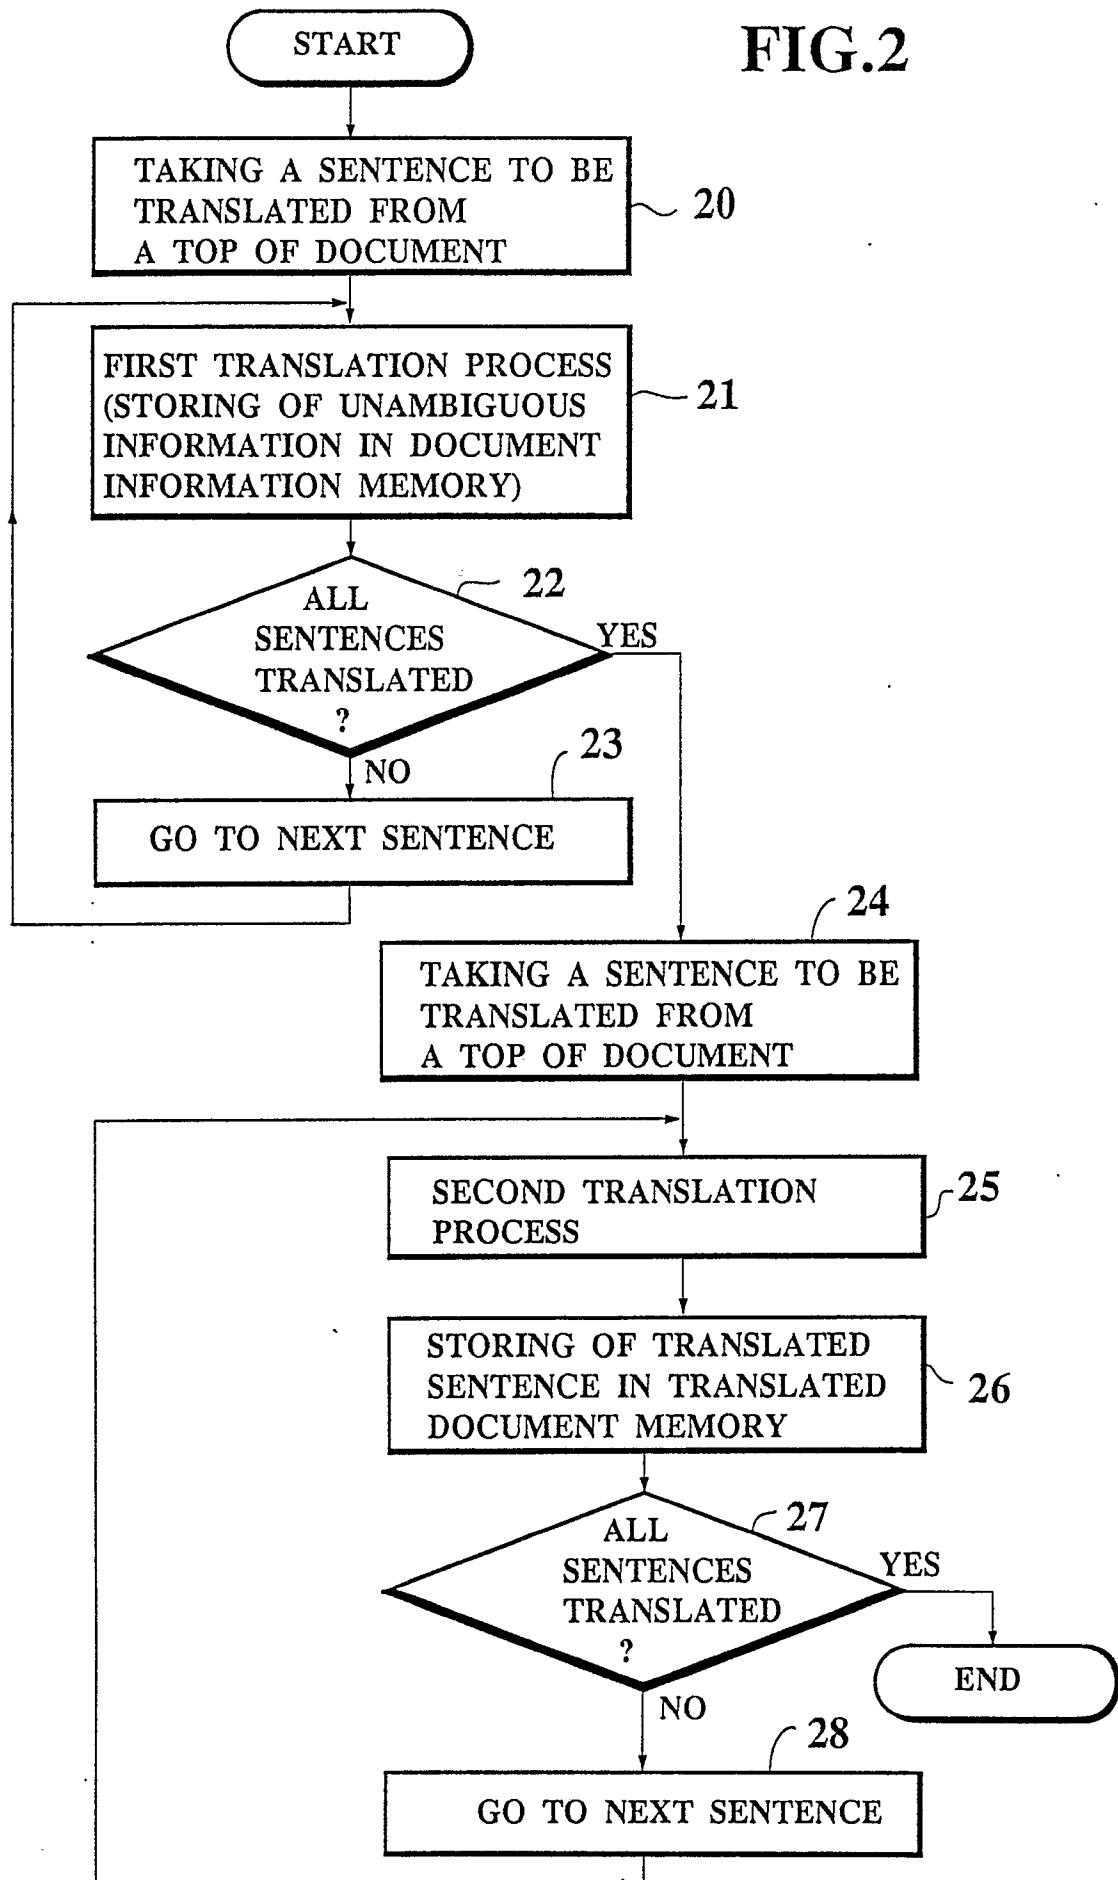 START
FIG.2
TAKING A SENTENCE TO BE
TRANSLATED FROM
A TOP OF DOCUMENT
20
FIRST TRANSLATION PROCESS
(STORING OF UNAMBIGUOUS
INFORMATION IN DOCUMENT
INFORMATION MEMORY)
21
22
ALL
SENTENCES
TRANSLATED
?
YES
NO
23
GO TO NEXT SENTENCE
24
TAKING A SENTENCE TO BE
TRANSLATED FROM
A TOP OF DOCUMENT
SECOND TRANSLATION
PROCESS
25
STORING OF TRANSLATED
SENTENCE IN TRANSLATED
DOCUMENT MEMORY
26
27
ALL
SENTENCES
TRANSLATED
?
YES
END
NO
28
GO TO NEXT SENTENCE